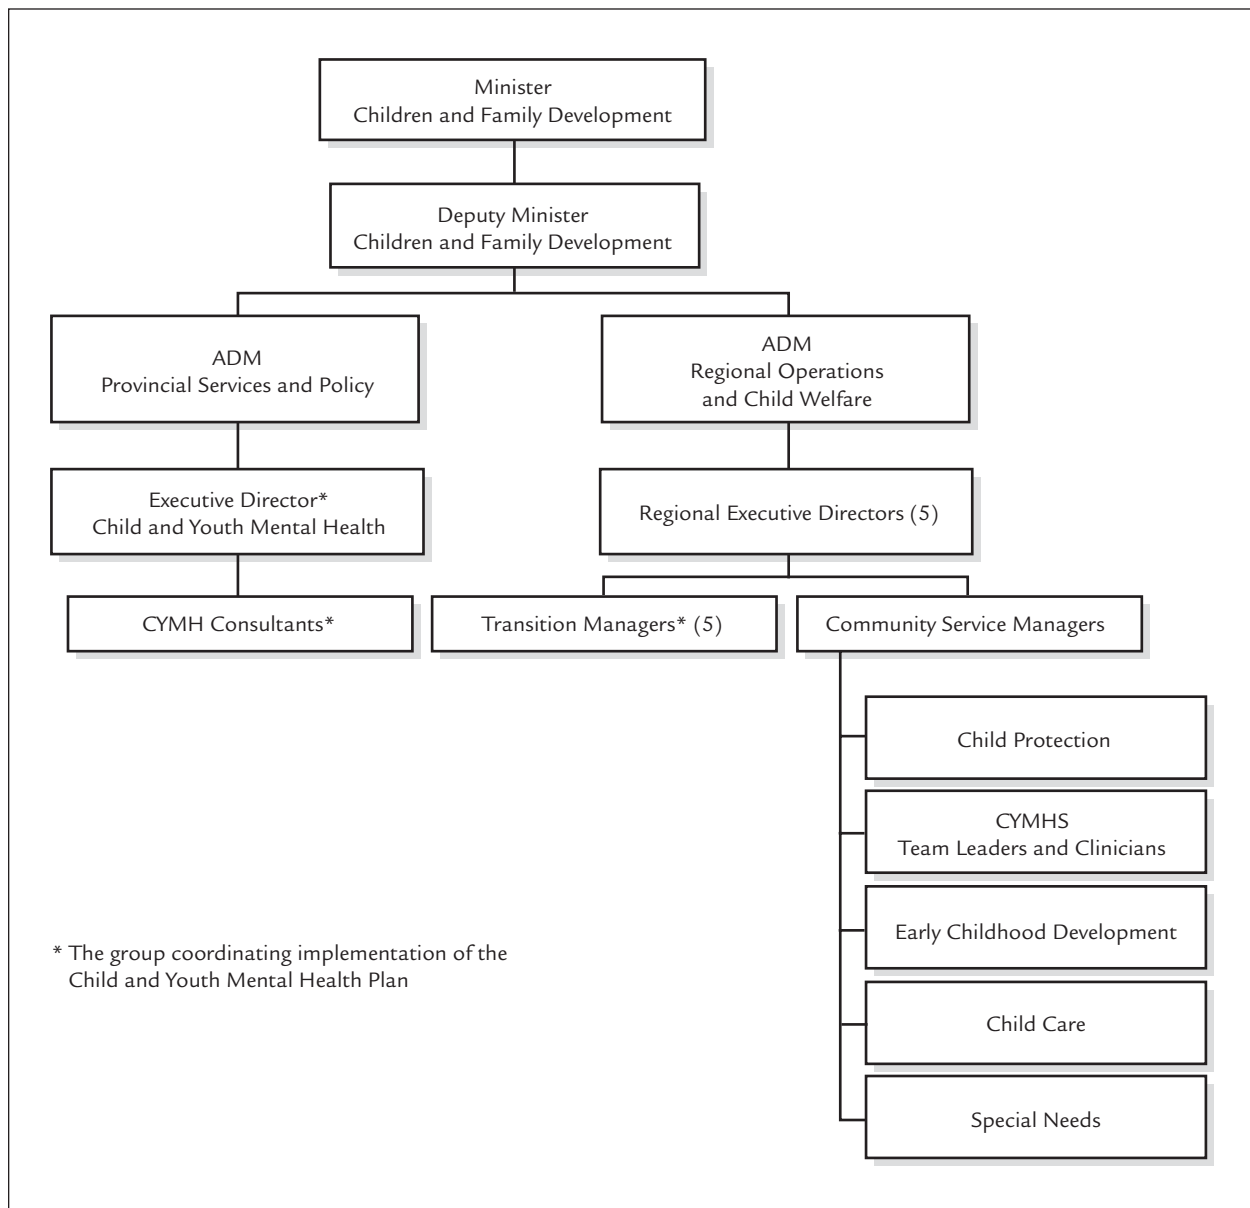 Minister
Children and Family Development
Deputy Minister
Children and Family Development
ADM
Provincial Services and Policy
ADM
Regional Operations
and Child Welfare
Executive Director*
Child and Youth Mental Health
Regional Executive Directors (5)
CYMH Consultants*
Transition Managers* (5)
Community Service Managers
Child Protection
CYMHS
Team Leaders and Clinicians
Early Childhood Development
Child Care
Special Needs
* The group coordinating implementation of the
Child and Youth Mental Health Plan